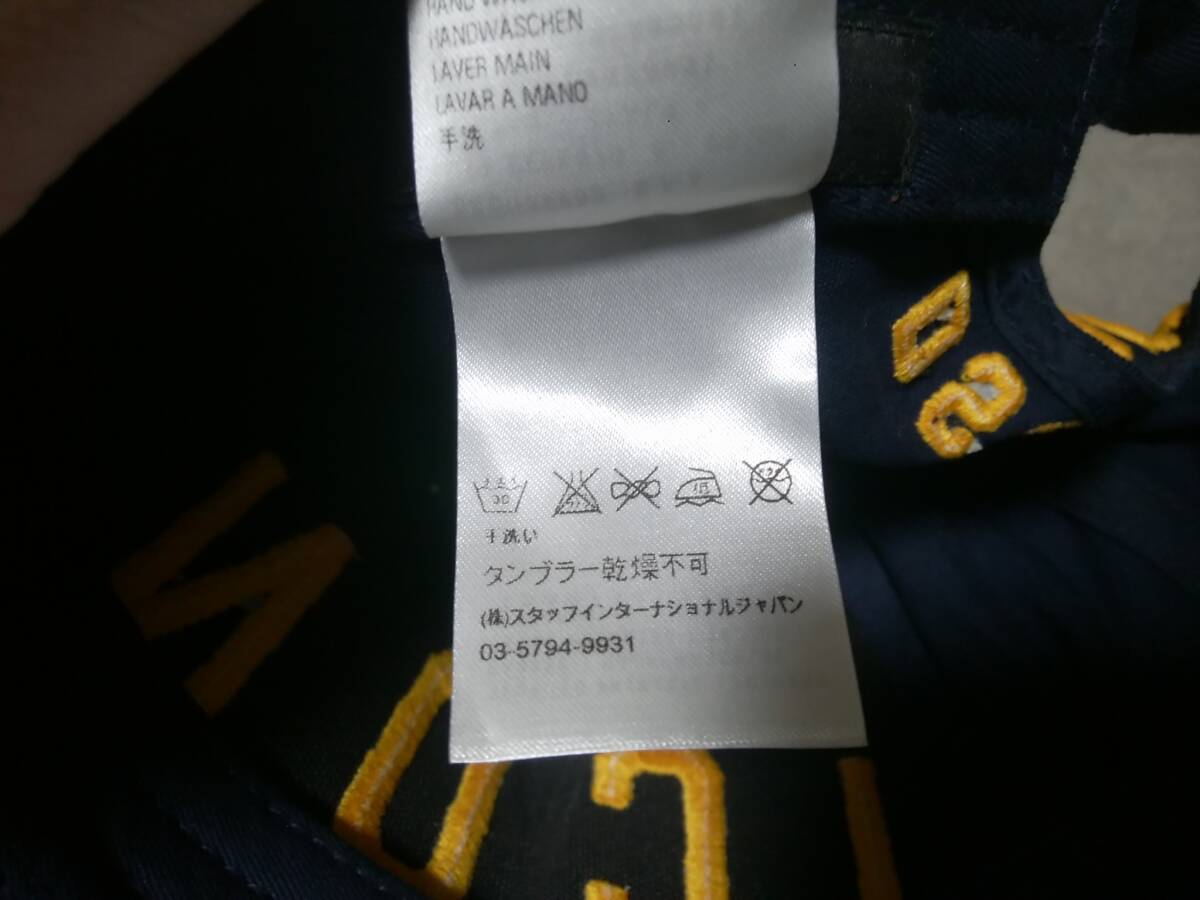 HANDWASCHEN
LAVER MAIN
LAVAR A MANO
手洗
30
手洗い
タンブラー乾燥不可
(株)スタッフインターナショナルジャパン
03-5794-9931